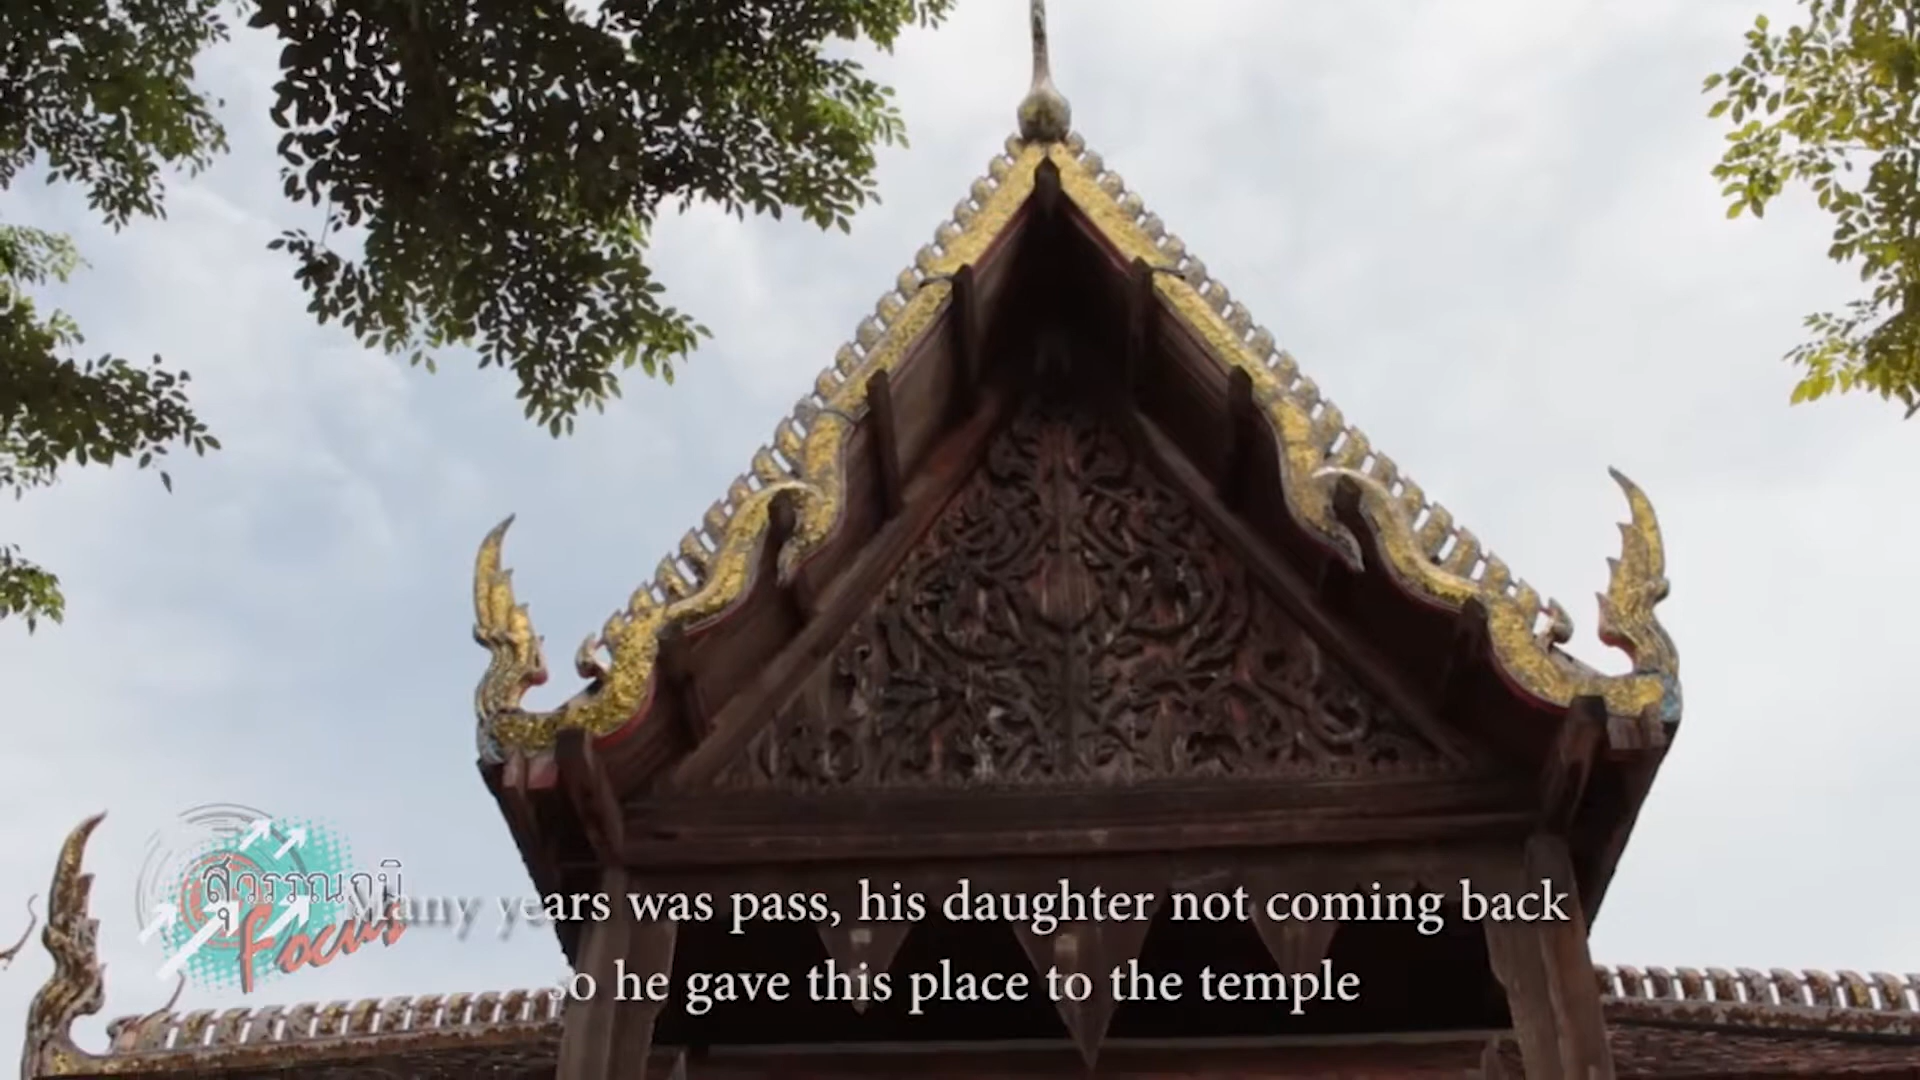 สุวรรณภูมิ
Focus
Many years was pass, his daughter not coming back
so he gave this place to the temple